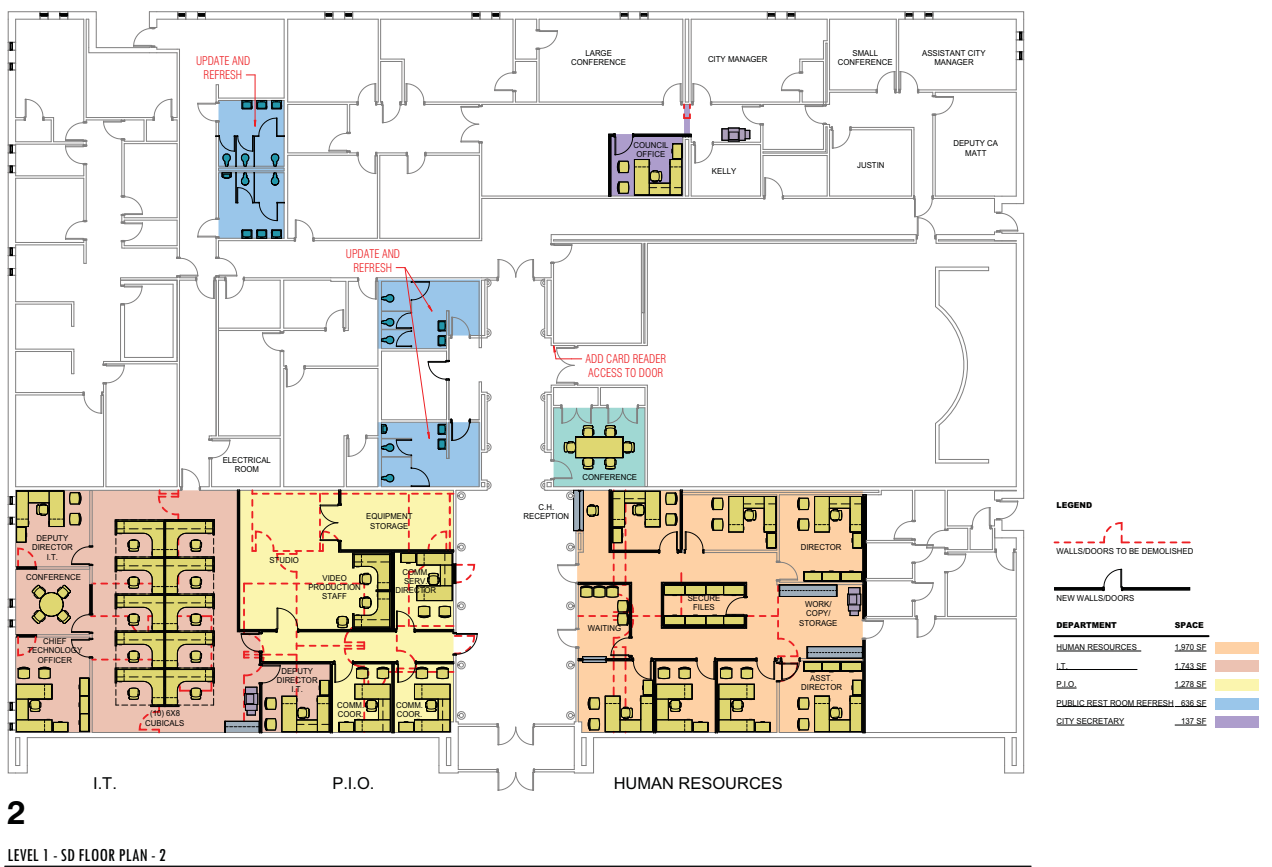 LARGE
CONFERENCE
CITY MANAGER
SMALL
CONFERENCE
ASSISTANT CITY
MANAGER
UPDATE AND
REFRESH
COUNCIL
OFFICE
KELLY
JUSTIN
DEPUTY CA
MATT
UPDATE AND
REFRESH
ADD CARD READER
ACCESS TO DOOR
ELECTRICAL
ROOM
CONFERENCE
C.H.
RECEPTION
DEPUTY
DIRECTOR
I.T.
CONFERENCE
CHIEF
TECHNOLOGY
OFFICER
(10) 6X8
CUBICALS
EQUIPMENT
STORAGE
STUDIO
VIDEO
PRODUCTION
STAFF
COMM.
SERV.
DIRECTOR
DEPUTY
DIRECTOR
I.T.
COMM.
COOR.
COMM.
COOR.
DIRECTOR
SECURE
FILES
WAITING
WORK/
COPY/
STORAGE
ASST.
DIRECTOR
I.T.
P.I.O.
HUMAN RESOURCES
LEGEND
WALLS/DOORS TO BE DEMOLISHED
NEW WALLS/DOORS
DEPARTMENT SPACE
HUMAN RESOURCES 1,970 SF
I.T. 1,743 SF
P.I.O. 1,278 SF
PUBLIC REST ROOM REFRESH 636 SF
CITY SECRETARY 137 SF
2
LEVEL 1 - SD FLOOR PLAN - 2